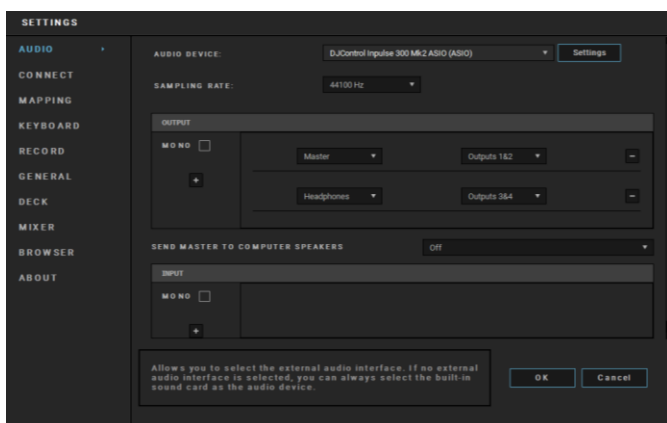 SETTINGS
AUDIO
CONNECT
MAPPING
KEYBOARD
RECORD
GENERAL
DECK
MIXER
BROWSER
ABOUT
AUDIO DEVICE: DJControl Inpulse 300 Mk2 ASIO (ASIO) Settings
SAMPLING RATE: 44100 Hz
OUTPUT
MONO
+
Master Outputs 1&2 −
Headphones Outputs 3&4 −
SEND MASTER TO COMPUTER SPEAKERS Off
INPUT
MONO
+
Allows you to select the external audio interface. If no external
audio interface is selected, you can always select the built-in
sound card as the audio device.
OK Cancel